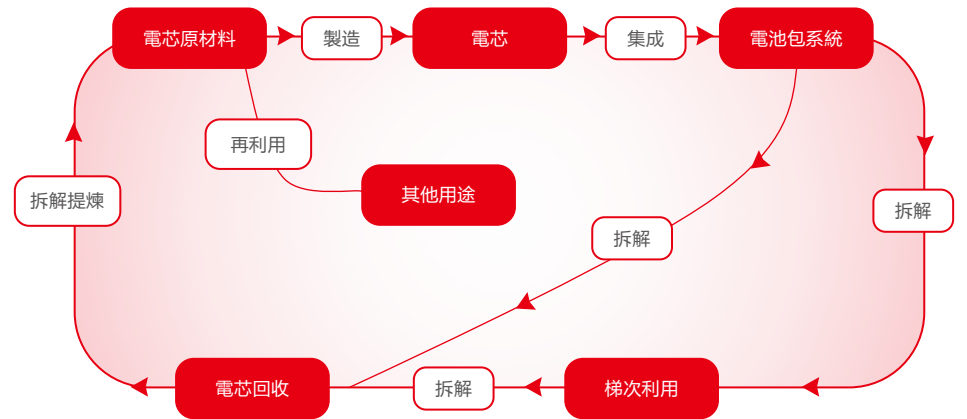 電芯原材料
製造
電芯
集成
電池包系統
再利用
其他用途
拆解提煉
拆解
拆解
電芯回收
拆解
梯次利用